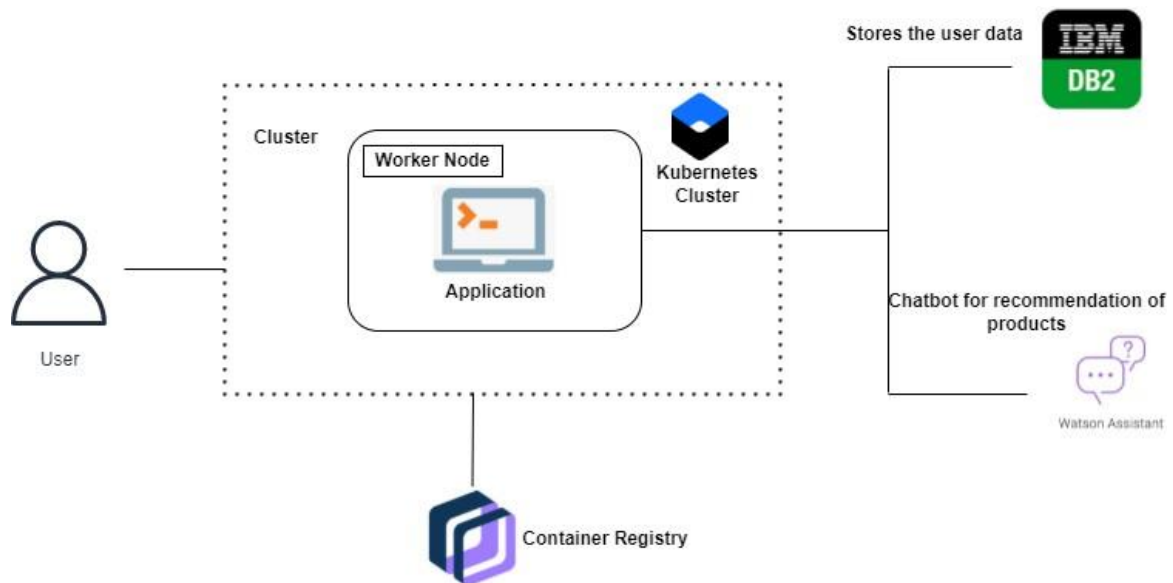 Stores the user data
IBM
DB2
Cluster
Worker Node
Kubernetes
Cluster
>_
Application
User
Chatbot for recommendation of
products
?
...
Watson Assistant
Container Registry